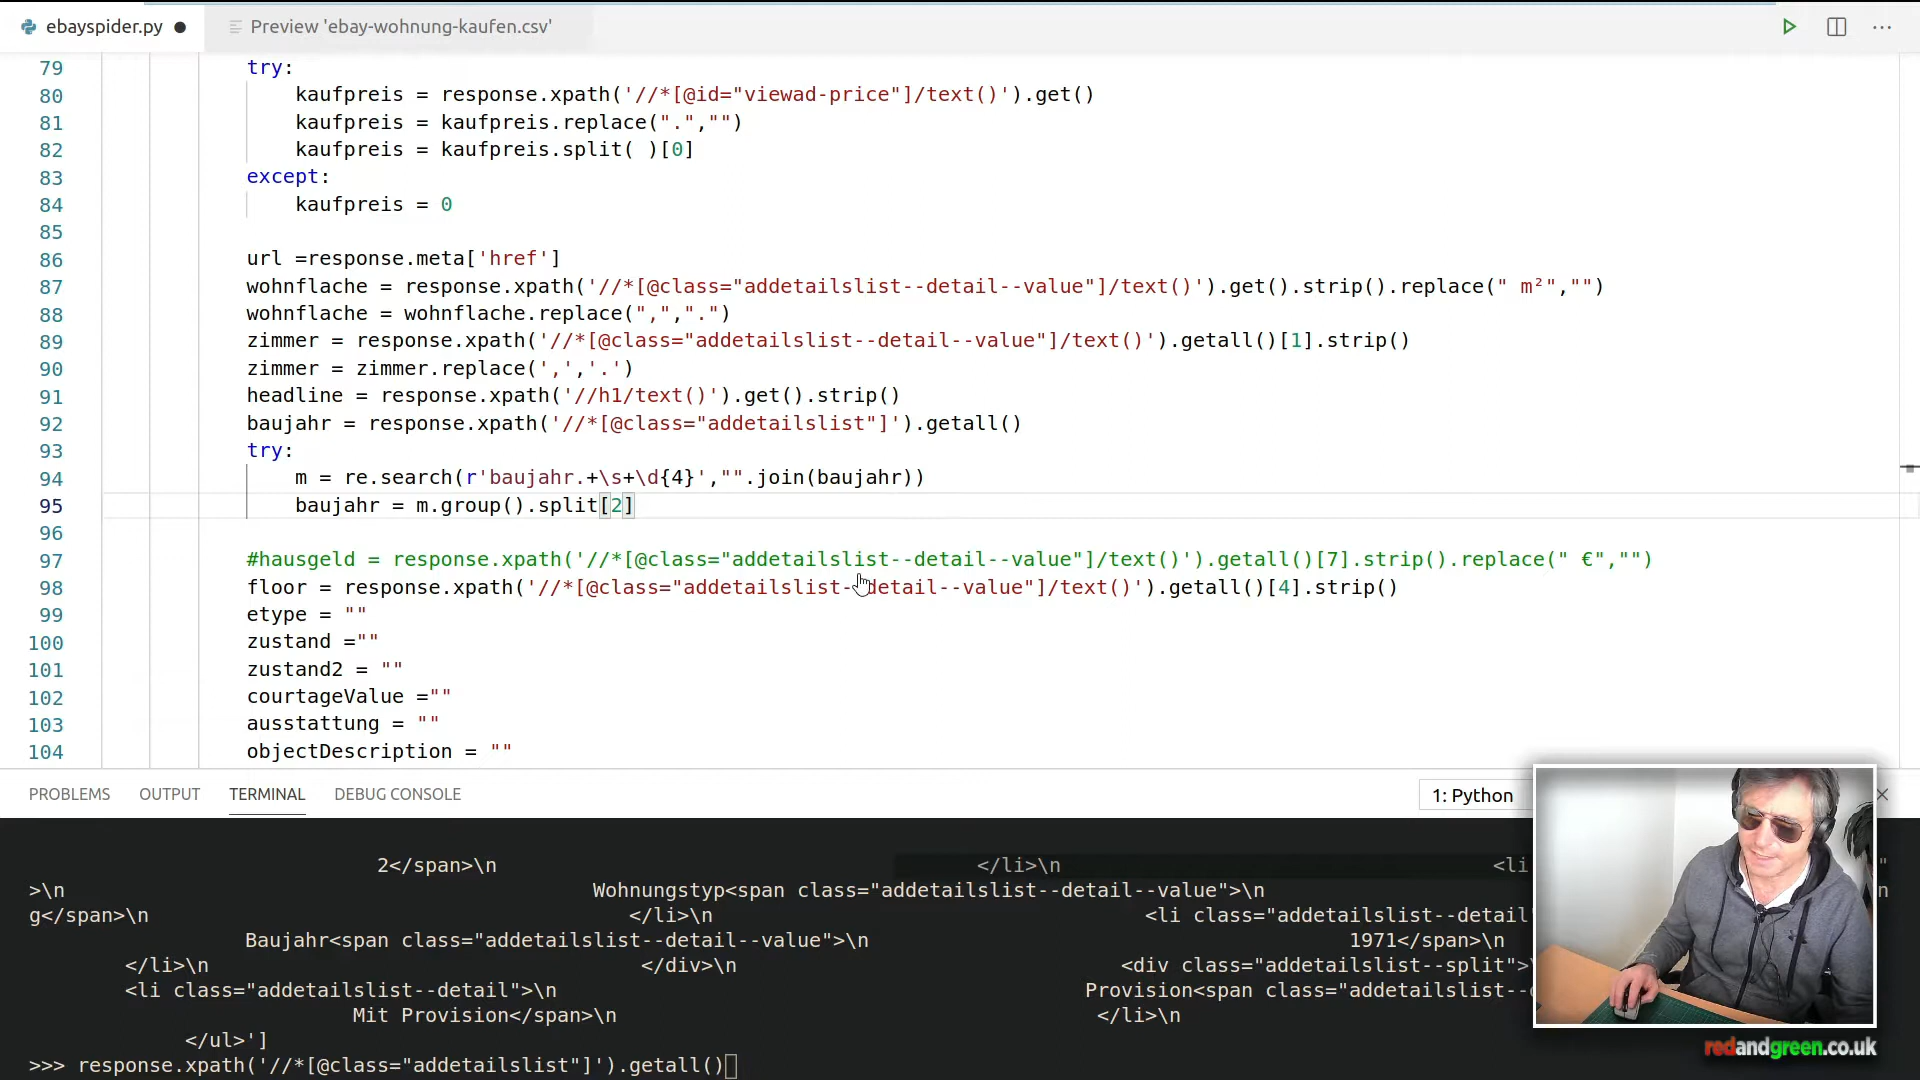 ebayspider.py ●
Preview 'ebay-wohnung-kaufen.csv'
79 try:
80 kaufpreis = response.xpath('//*[@id="viewad-price"]/text()').get()
81 kaufpreis = kaufpreis.replace(".","")
82 kaufpreis = kaufpreis.split( )[0]
83 except:
84 kaufpreis = 0
85
86 url =response.meta['href']
87 wohnflache = response.xpath('//*[@class="addetailslist--detail--value"]/text()').get().strip().replace(" m²","")
88 wohnflache = wohnflache.replace(",",".")
89 zimmer = response.xpath('//*[@class="addetailslist--detail--value"]/text()').getall()[1].strip()
90 zimmer = zimmer.replace(',','.')
91 headline = response.xpath('//h1/text()').get().strip()
92 baujahr = response.xpath('//*[@class="addetailslist"]').getall()
93 try:
94 m = re.search(r'baujahr.+\s+\d{4}',"".join(baujahr))
95 baujahr = m.group().split[2]
96
97 #hausgeld = response.xpath('//*[@class="addetailslist--detail--value"]/text()').getall()[7].strip().replace(" €","")
98 floor = response.xpath('//*[@class="addetailslist--detail--value"]/text()').getall()[4].strip()
99 etype = ""
100 zustand =""
101 zustand2 = ""
102 courtageValue =""
103 ausstattung = ""
104 objectDescription = ""
PROBLEMS OUTPUT TERMINAL DEBUG CONSOLE 1: Python
2</span>\n </li>\n <li "
>\n Wohnungstyp<span class="addetailslist--detail--value">\n n
g</span>\n </li>\n <li class="addetailslist--detail"
Baujahr<span class="addetailslist--detail--value">\n 1971</span>\n
</li>\n </div>\n <div class="addetailslist--split">
<li class="addetailslist--detail">\n Provision<span class="addetailslist--
Mit Provision</span>\n </li>\n
</ul>']
>>> response.xpath('//*[@class="addetailslist"]').getall()
redandgreen.co.uk